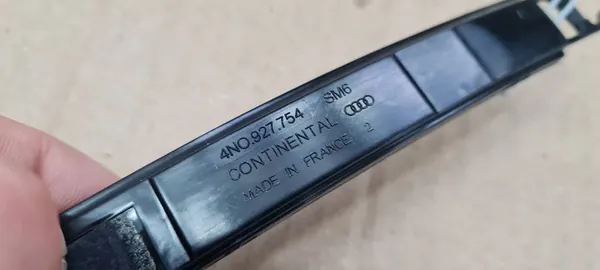 4N0.927.754 SM6
CONTINENTAL
MADE IN FRANCE 2